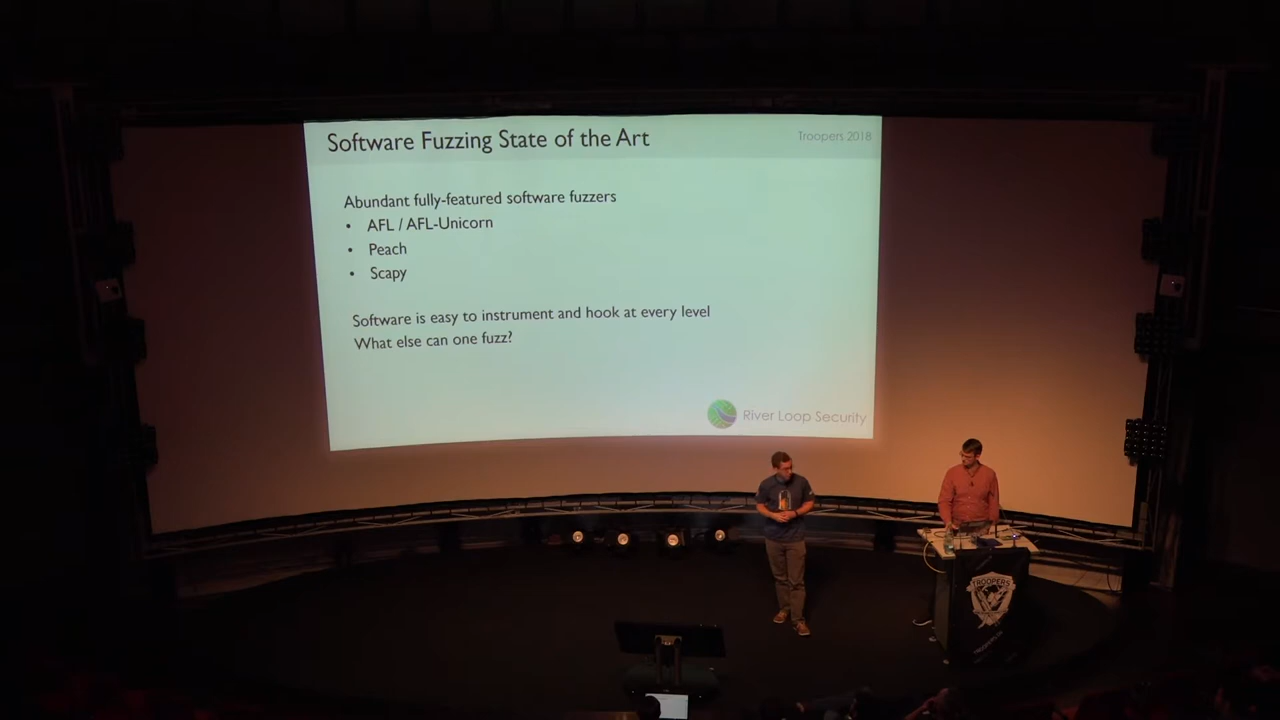 Software Fuzzing State of the Art
Troopers 2018
Abundant fully-featured software fuzzers
• AFL / AFL-Unicorn
• Peach
• Scapy
Software is easy to instrument and hook at every level
What else can one fuzz?
River Loop Security
TROOPERS